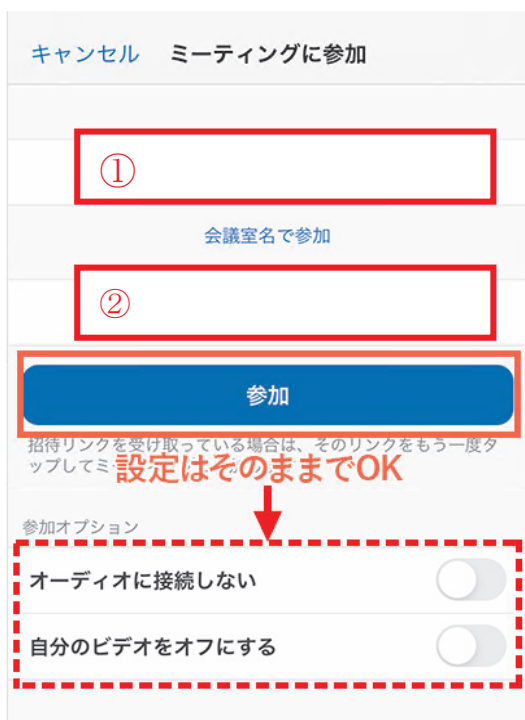 キャンセル ミーティングに参加
①
会議室名で参加
②
参加
招待リンクを受け取っている場合は、そのリンクをもう一度タ
ップしてミ
設定はそのままでOK
参加オプション
オーディオに接続しない
自分のビデオをオフにする